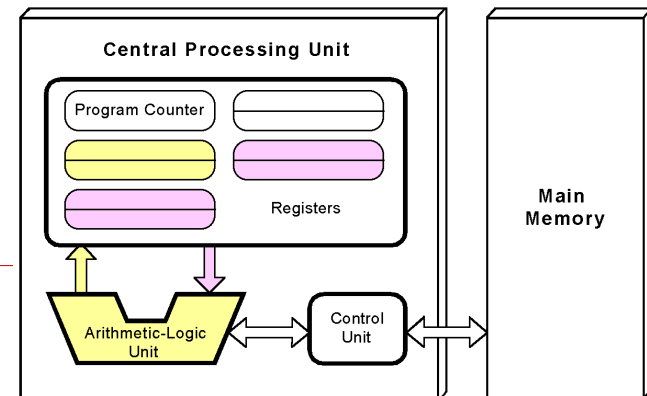 Central Processing Unit
Program Counter
Registers
Main
Memory
Arithmetic-Logic
Unit
Control
Unit